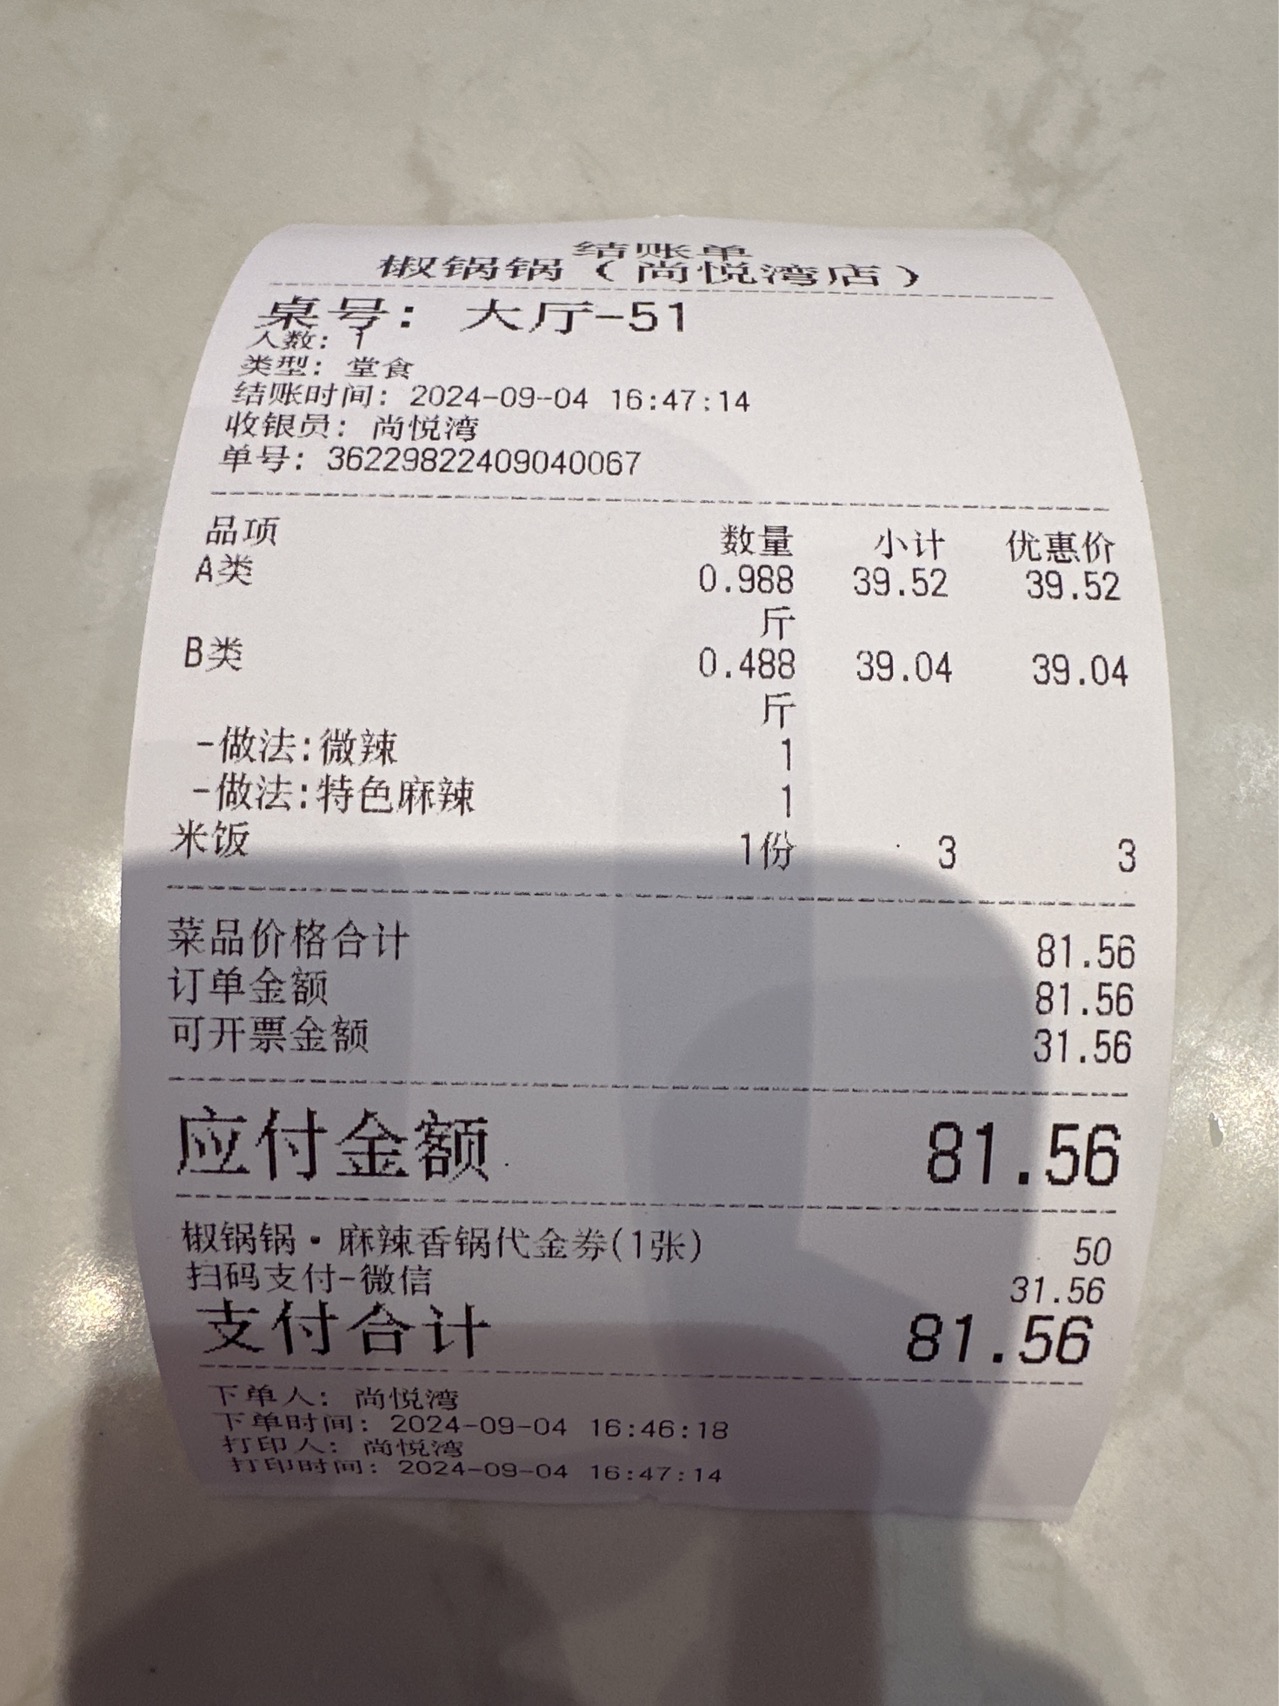 结账单
椒锅锅（尚悦湾店）
桌号: 大厅-51
人数: 1
类型: 堂食
结账时间: 2024-09-04 16:47:14
收银员: 尚悦湾
单号: 36229822409040067
品项 数量 小计 优惠价
A类 0.988 39.52 39.52
斤
B类 0.488 39.04 39.04
斤
-做法:微辣 1
-做法:特色麻辣 1
米饭 1份 3 3
菜品价格合计 81.56
订单金额 81.56
可开票金额 31.56
应付金额 81.56
椒锅锅·麻辣香锅代金券(1张) 50
扫码支付-微信 31.56
支付合计 81.56
下单人: 尚悦湾
下单时间: 2024-09-04 16:46:18
打印人: 尚悦湾
打印时间: 2024-09-04 16:47:14